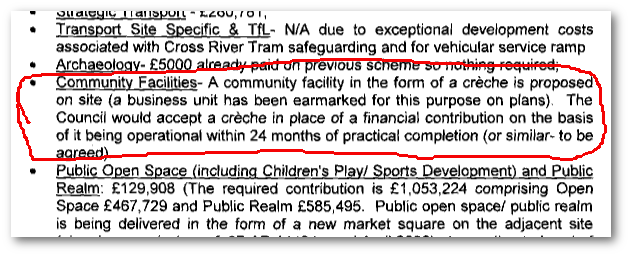 Strategic Transport - £260,781;
• Transport Site Specific & TfL- N/A due to exceptional development costs
associated with Cross River Tram safeguarding and for vehicular service ramp
• Archaeology- £5000 already paid on previous scheme so nothing required;
• Community Facilities- A community facility in the form of a crèche is proposed
on site (a business unit has been earmarked for this purpose on plans). The
Council would accept a crèche in place of a financial contribution on the basis
of it being operational within 24 months of practical completion (or similar- to be
agreed)
• Public Open Space (including Children's Play/ Sports Development) and Public
Realm: £129,908 (The required contribution is £1,053,224 comprising Open
Space £467,729 and Public Realm £585,495. Public open space/ public realm
is being delivered in the form of a new market square on the adjacent site